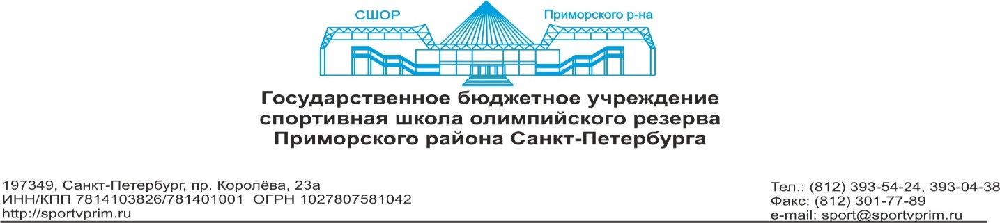 СШОР Приморского р-на
Государственное бюджетное учреждение
спортивная школа олимпийского резерва
Приморского района Санкт-Петербурга
197349, Санкт-Петербург, пр. Королёва, 23а
ИНН/КПП 7814103826/781401001 ОГРН 1027807581042
http://sportvprim.ru
Тел.: (812) 393-54-24, 393-04-38
Факс: (812) 301-77-89
e-mail: sport@sportvprim.ru